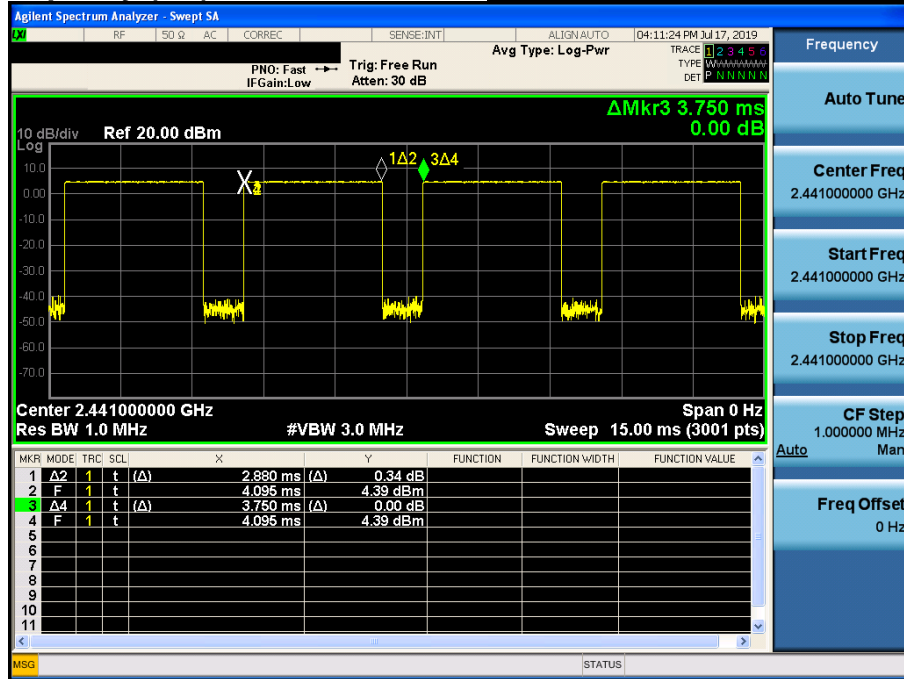 Agilent Spectrum Analyzer - Swept SA
LXI RF 50 Ω AC CORREC SENSE:INT ALIGN AUTO 04:11:24 PM Jul 17, 2019
Avg Type: Log-Pwr
TRACE 1 2 3 4 5 6
TYPE W
DET P N N N N N
PNO: Fast
IFGain:Low
Trig: Free Run
Atten: 30 dB
ΔMkr3 3.750 ms
0.00 dB
10 dB/div Ref 20.00 dBm
Log
10.0
0.00
-10.0
-20.0
-30.0
-40.0
-50.0
-60.0
-70.0
X
1Δ2
3Δ4
Center 2.441000000 GHz Span 0 Hz
Res BW 1.0 MHz #VBW 3.0 MHz Sweep 15.00 ms (3001 pts)
MKR MODE TRC SCL X Y FUNCTION FUNCTION WIDTH FUNCTION VALUE
1 Δ2 1 t (Δ) 2.880 ms (Δ) 0.34 dB
2 F 1 t 4.095 ms 4.39 dBm
3 Δ4 1 t (Δ) 3.750 ms (Δ) 0.00 dB
4 F 1 t 4.095 ms 4.39 dBm
5
6
7
8
9
10
11
MSG STATUS
Frequency
Auto Tune
Center Freq
2.441000000 GHz
Start Freq
2.441000000 GHz
Stop Freq
2.441000000 GHz
CF Step
1.000000 MHz
Auto Man
Freq Offset
0 Hz